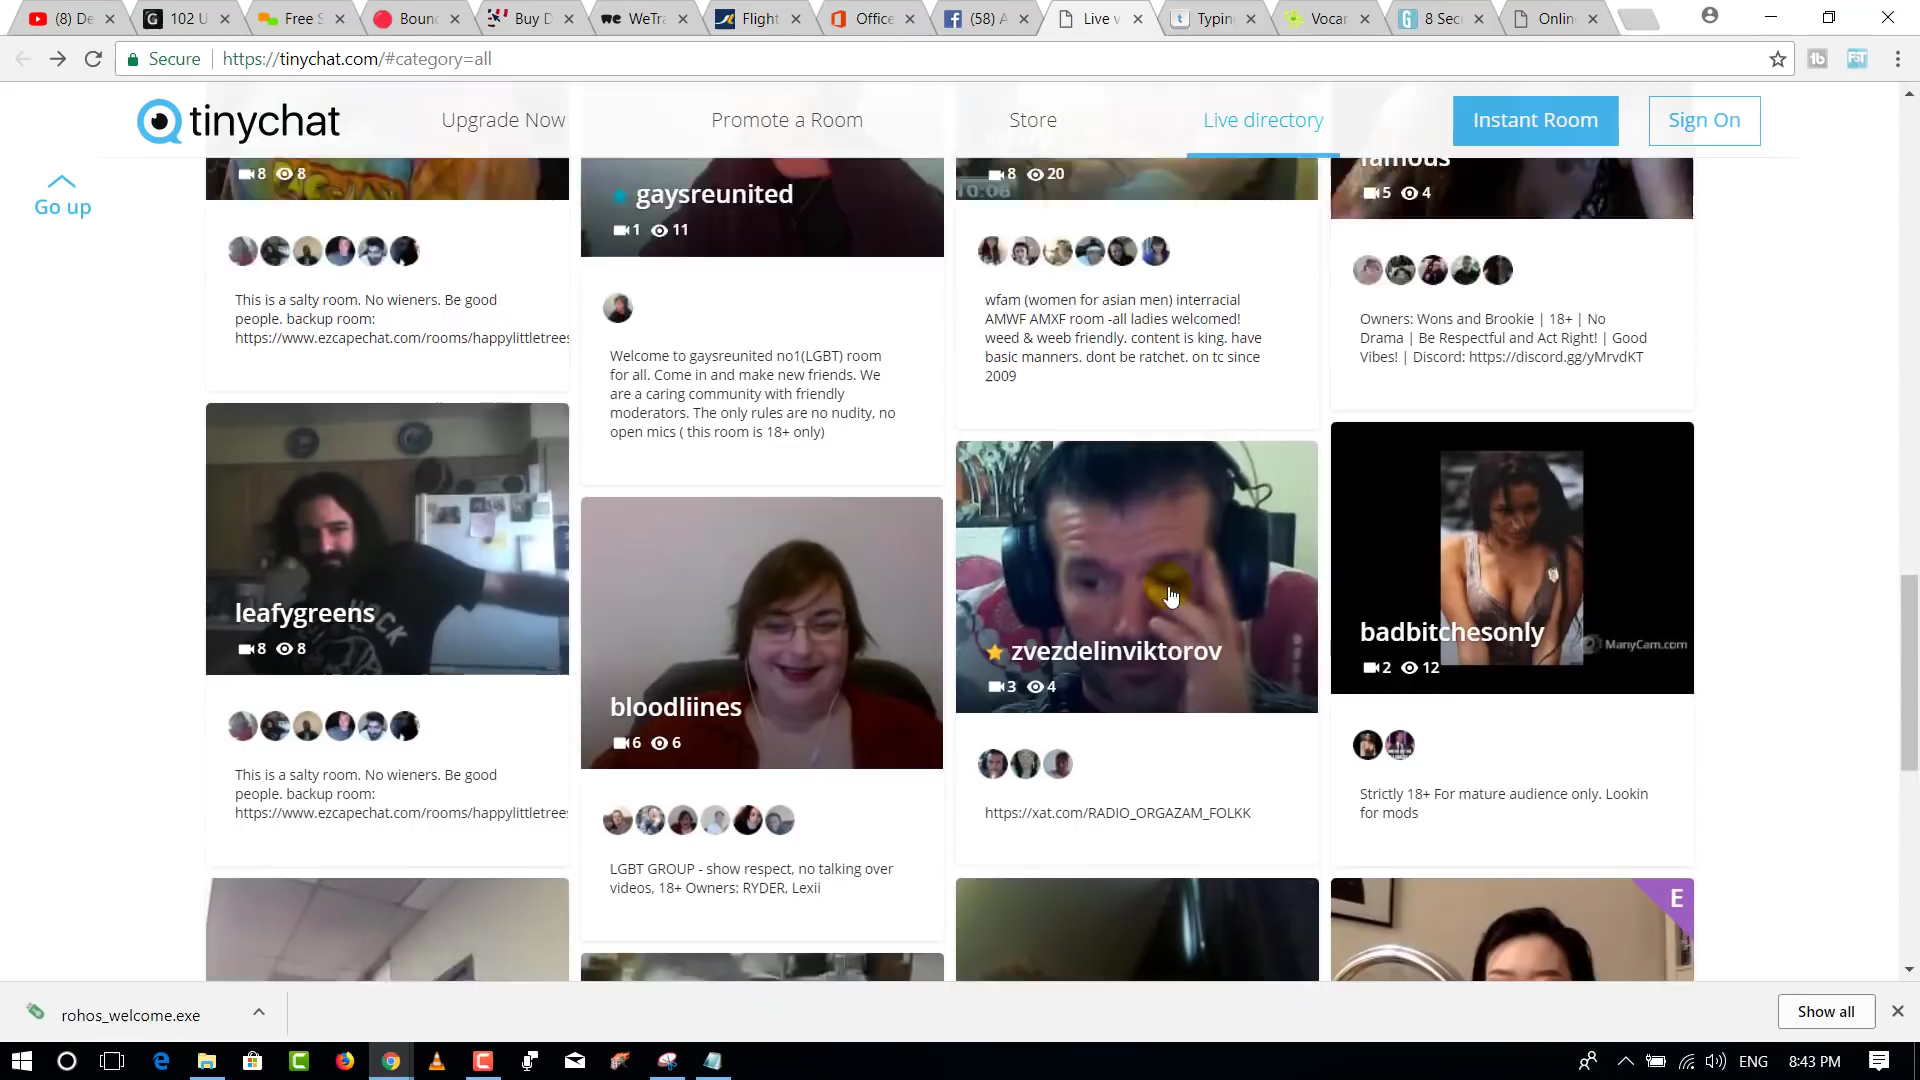 (8) De
102 U
Free S
Bounc
Buy D
WeTra
Flight
Office
(58) A
Live v
Typin
Vocar
8 Sec
Onlin
Secure
https://tinychat.com/#category=all
tinychat
Upgrade Now
Promote a Room
Store
Live directory
Instant Room
Sign On
Go up
8 8
gaysreunited
1 11
8 20
10:06
famous
5 4
This is a salty room. No wieners. Be good
people. backup room:
https://www.ezcapechat.com/rooms/happylittletrees
Welcome to gaysreunited no1(LGBT) room
for all. Come in and make new friends. We
are a caring community with friendly
moderators. The only rules are no nudity, no
open mics ( this room is 18+ only)
wfam (women for asian men) interracial
AMWF AMXF room -all ladies welcomed!
weed & weeb friendly. content is king. have
basic manners. dont be ratchet. on tc since
2009
Owners: Wons and Brookie | 18+ | No
Drama | Be Respectful and Act Right! | Good
Vibes! | Discord: https://discord.gg/yMrvdKT
leafygreens
8 8
bloodliines
6 6
zvezdelinviktorov
3 4
badbitchesonly
2 12
ManyCam.com
This is a salty room. No wieners. Be good
people. backup room:
https://www.ezcapechat.com/rooms/happylittletrees
LGBT GROUP - show respect, no talking over
videos, 18+ Owners: RYDER, Lexii
https://xat.com/RADIO_ORGAZAM_FOLKK
Strictly 18+ For mature audience only. Lookin
for mods
E
rohos_welcome.exe
Show all
ENG
8:43 PM